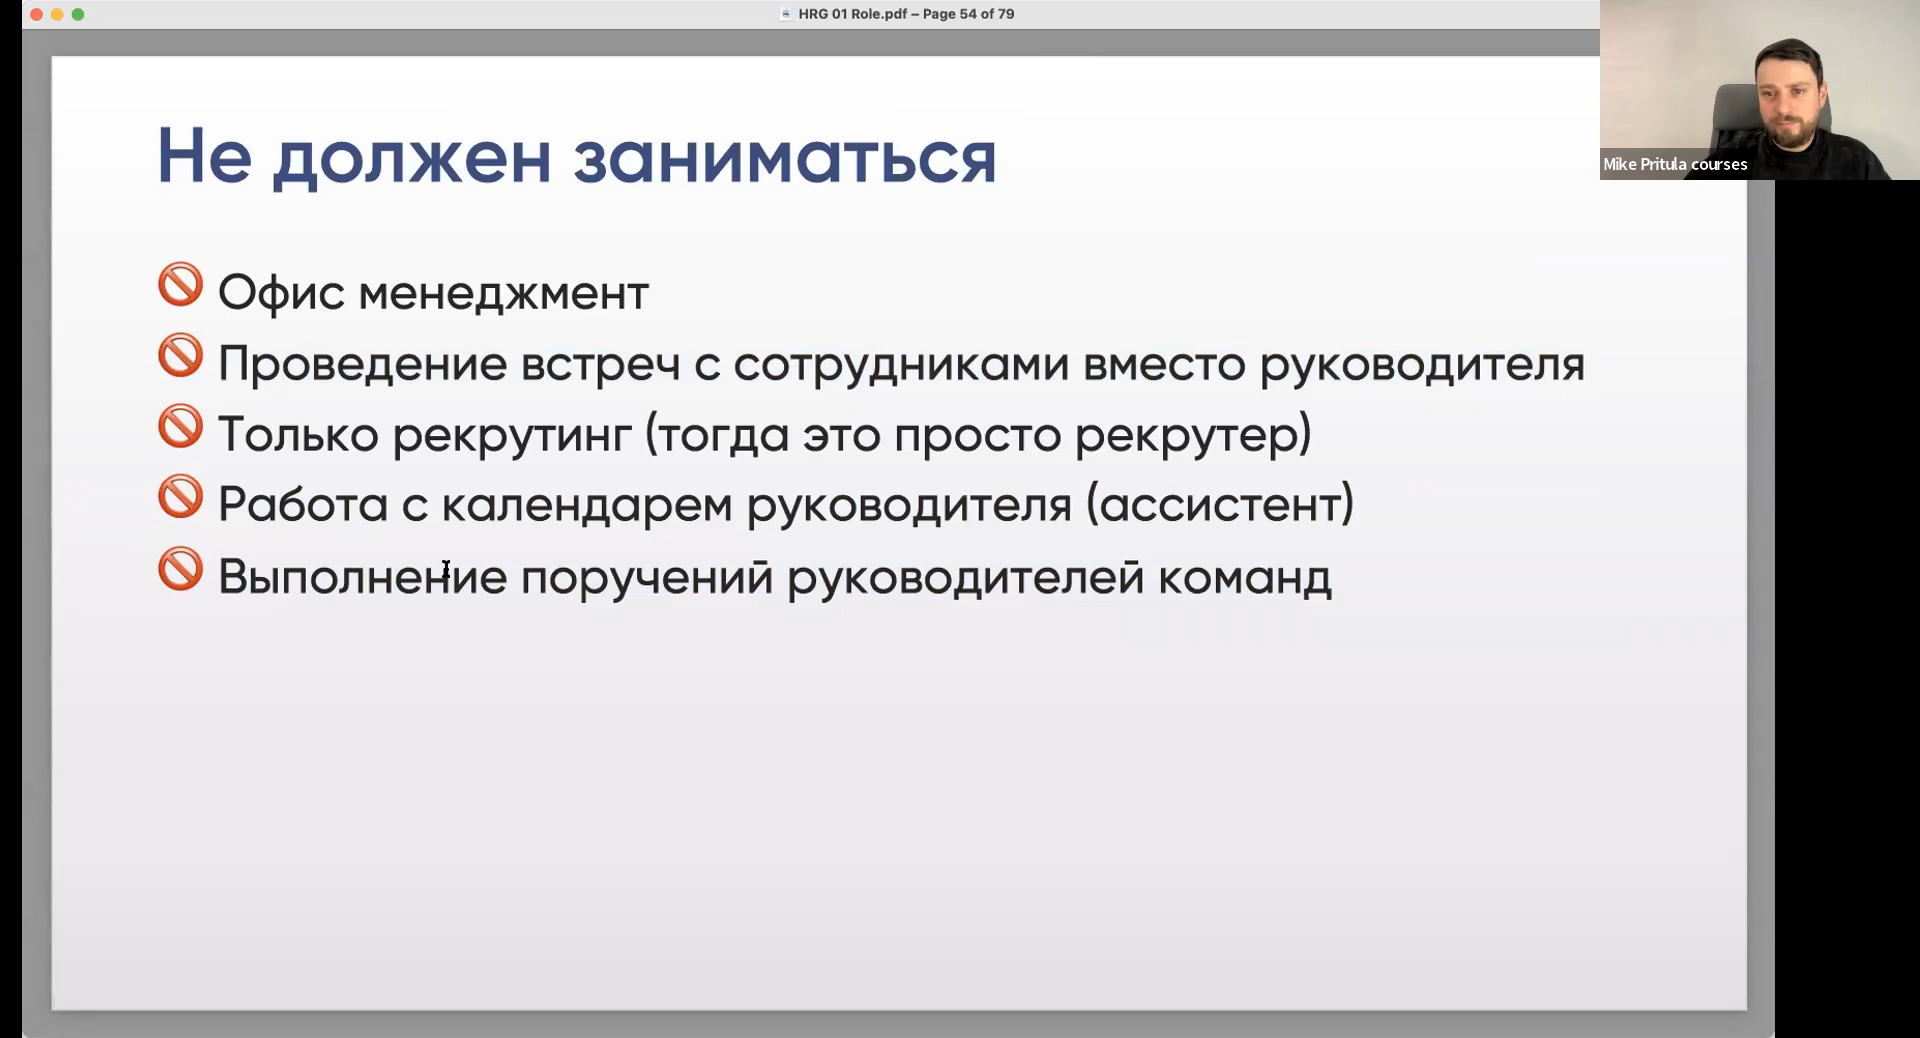 HRG 01 Role.pdf – Page 54 of 79
Mike Pritula courses
Не должен заниматься
Офис менеджмент
Проведение встреч с сотрудниками вместо руководителя
Только рекрутинг (тогда это просто рекрутер)
Работа с календарем руководителя (ассистент)
Выполнение поручений руководителей команд